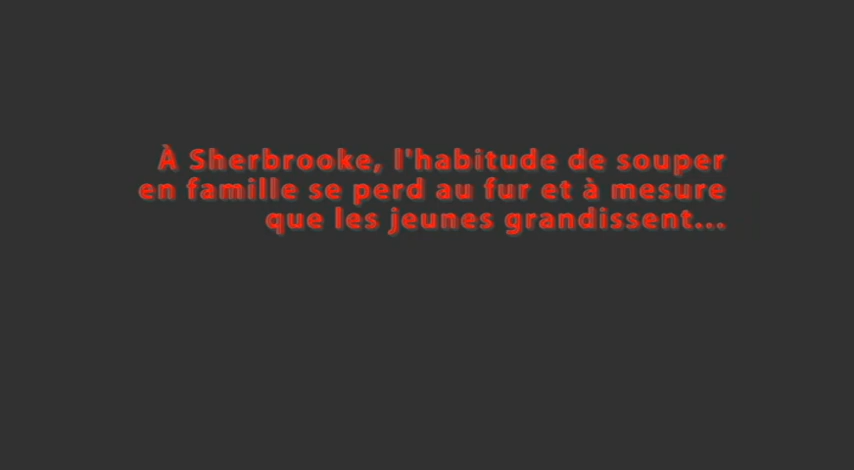 À Sherbrooke, l'habitude de souper
en famille se perd au fur et à mesure
que les jeunes grandissent...